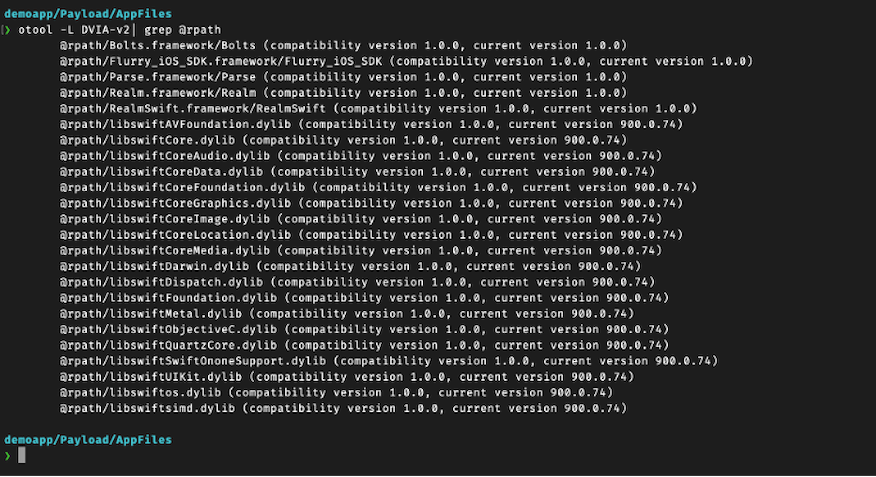 demoapp/Payload/AppFiles
❯ otool -L DVIA-v2| grep @rpath
@rpath/Bolts.framework/Bolts (compatibility version 1.0.0, current version 1.0.0)
@rpath/Flurry_iOS_SDK.framework/Flurry_iOS_SDK (compatibility version 1.0.0, current version 1.0.0)
@rpath/Parse.framework/Parse (compatibility version 1.0.0, current version 1.0.0)
@rpath/Realm.framework/Realm (compatibility version 1.0.0, current version 1.0.0)
@rpath/RealmSwift.framework/RealmSwift (compatibility version 1.0.0, current version 1.0.0)
@rpath/libswiftAVFoundation.dylib (compatibility version 1.0.0, current version 900.0.74)
@rpath/libswiftCore.dylib (compatibility version 1.0.0, current version 900.0.74)
@rpath/libswiftCoreAudio.dylib (compatibility version 1.0.0, current version 900.0.74)
@rpath/libswiftCoreData.dylib (compatibility version 1.0.0, current version 900.0.74)
@rpath/libswiftCoreFoundation.dylib (compatibility version 1.0.0, current version 900.0.74)
@rpath/libswiftCoreGraphics.dylib (compatibility version 1.0.0, current version 900.0.74)
@rpath/libswiftCoreImage.dylib (compatibility version 1.0.0, current version 900.0.74)
@rpath/libswiftCoreLocation.dylib (compatibility version 1.0.0, current version 900.0.74)
@rpath/libswiftCoreMedia.dylib (compatibility version 1.0.0, current version 900.0.74)
@rpath/libswiftDarwin.dylib (compatibility version 1.0.0, current version 900.0.74)
@rpath/libswiftDispatch.dylib (compatibility version 1.0.0, current version 900.0.74)
@rpath/libswiftFoundation.dylib (compatibility version 1.0.0, current version 900.0.74)
@rpath/libswiftMetal.dylib (compatibility version 1.0.0, current version 900.0.74)
@rpath/libswiftObjectiveC.dylib (compatibility version 1.0.0, current version 900.0.74)
@rpath/libswiftQuartzCore.dylib (compatibility version 1.0.0, current version 900.0.74)
@rpath/libswiftSwiftOnoneSupport.dylib (compatibility version 1.0.0, current version 900.0.74)
@rpath/libswiftUIKit.dylib (compatibility version 1.0.0, current version 900.0.74)
@rpath/libswiftos.dylib (compatibility version 1.0.0, current version 900.0.74)
@rpath/libswiftsimd.dylib (compatibility version 1.0.0, current version 900.0.74)
demoapp/Payload/AppFiles
❯